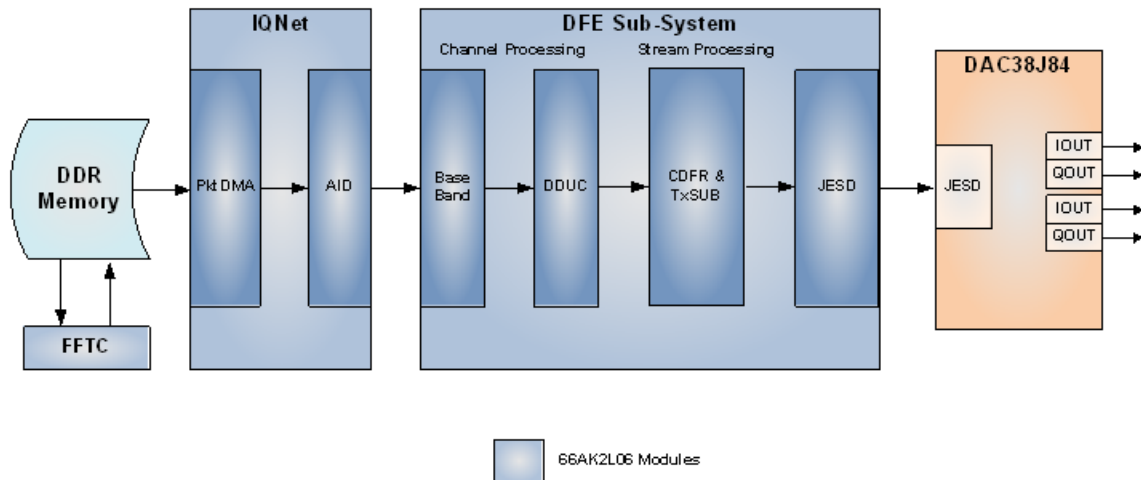 IQNet
DFE Sub-System
Channel Processing
Stream Processing
DAC38J84
DDR
Memory
FFTC
Pkt DMA
AID
Base
Band
DDUC
CDFR &
TxSUB
JESD
JESD
IOUT
QOUT
IOUT
QOUT
66AK2L06 Modules